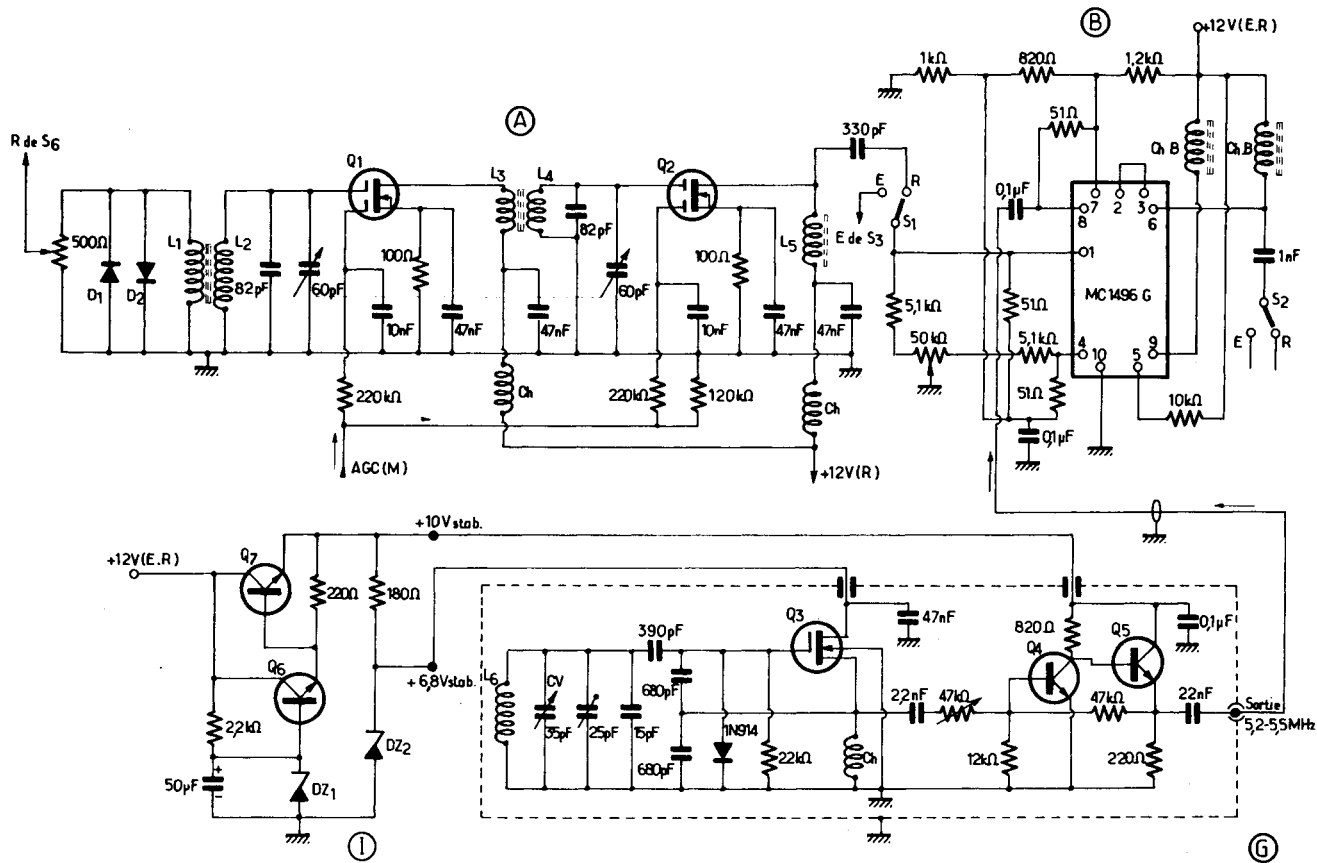 B
+12V(E.R)
1kΩ
820Ω
1,2kΩ
A
330pF
51Ω
Ch.B
Ch.B
R de S6
Q1
Q2
E
R
S1
E de S3
0,1µF
7
2
3
8
6
1
MC1496 G
4
10
5
9
1nF
S2
E
R
500Ω
D1
D2
L1
L2
82pF
60pF
100Ω
10nF
47nF
L3
L4
82pF
47nF
60pF
100Ω
10nF
47nF
L5
47nF
5,1kΩ
51Ω
50kΩ
5,1kΩ
51Ω
10kΩ
0,1µF
220kΩ
Ch
220kΩ
120kΩ
Ch
AGC(M)
+12V(R)
+10V stab.
+12V(E.R)
Q7
220Ω
180Ω
Q6
+6,8V stab.
2,2kΩ
50µF
+
-
DZ1
DZ2
I
L6
CV
35pF
25pF
15pF
390pF
680pF
680pF
1N914
22kΩ
Q3
47nF
Ch
2,2nF
47kΩ
12kΩ
820Ω
Q4
Q5
0,1µF
47kΩ
22nF
220Ω
Sortie
5,2-5,5MHz
G